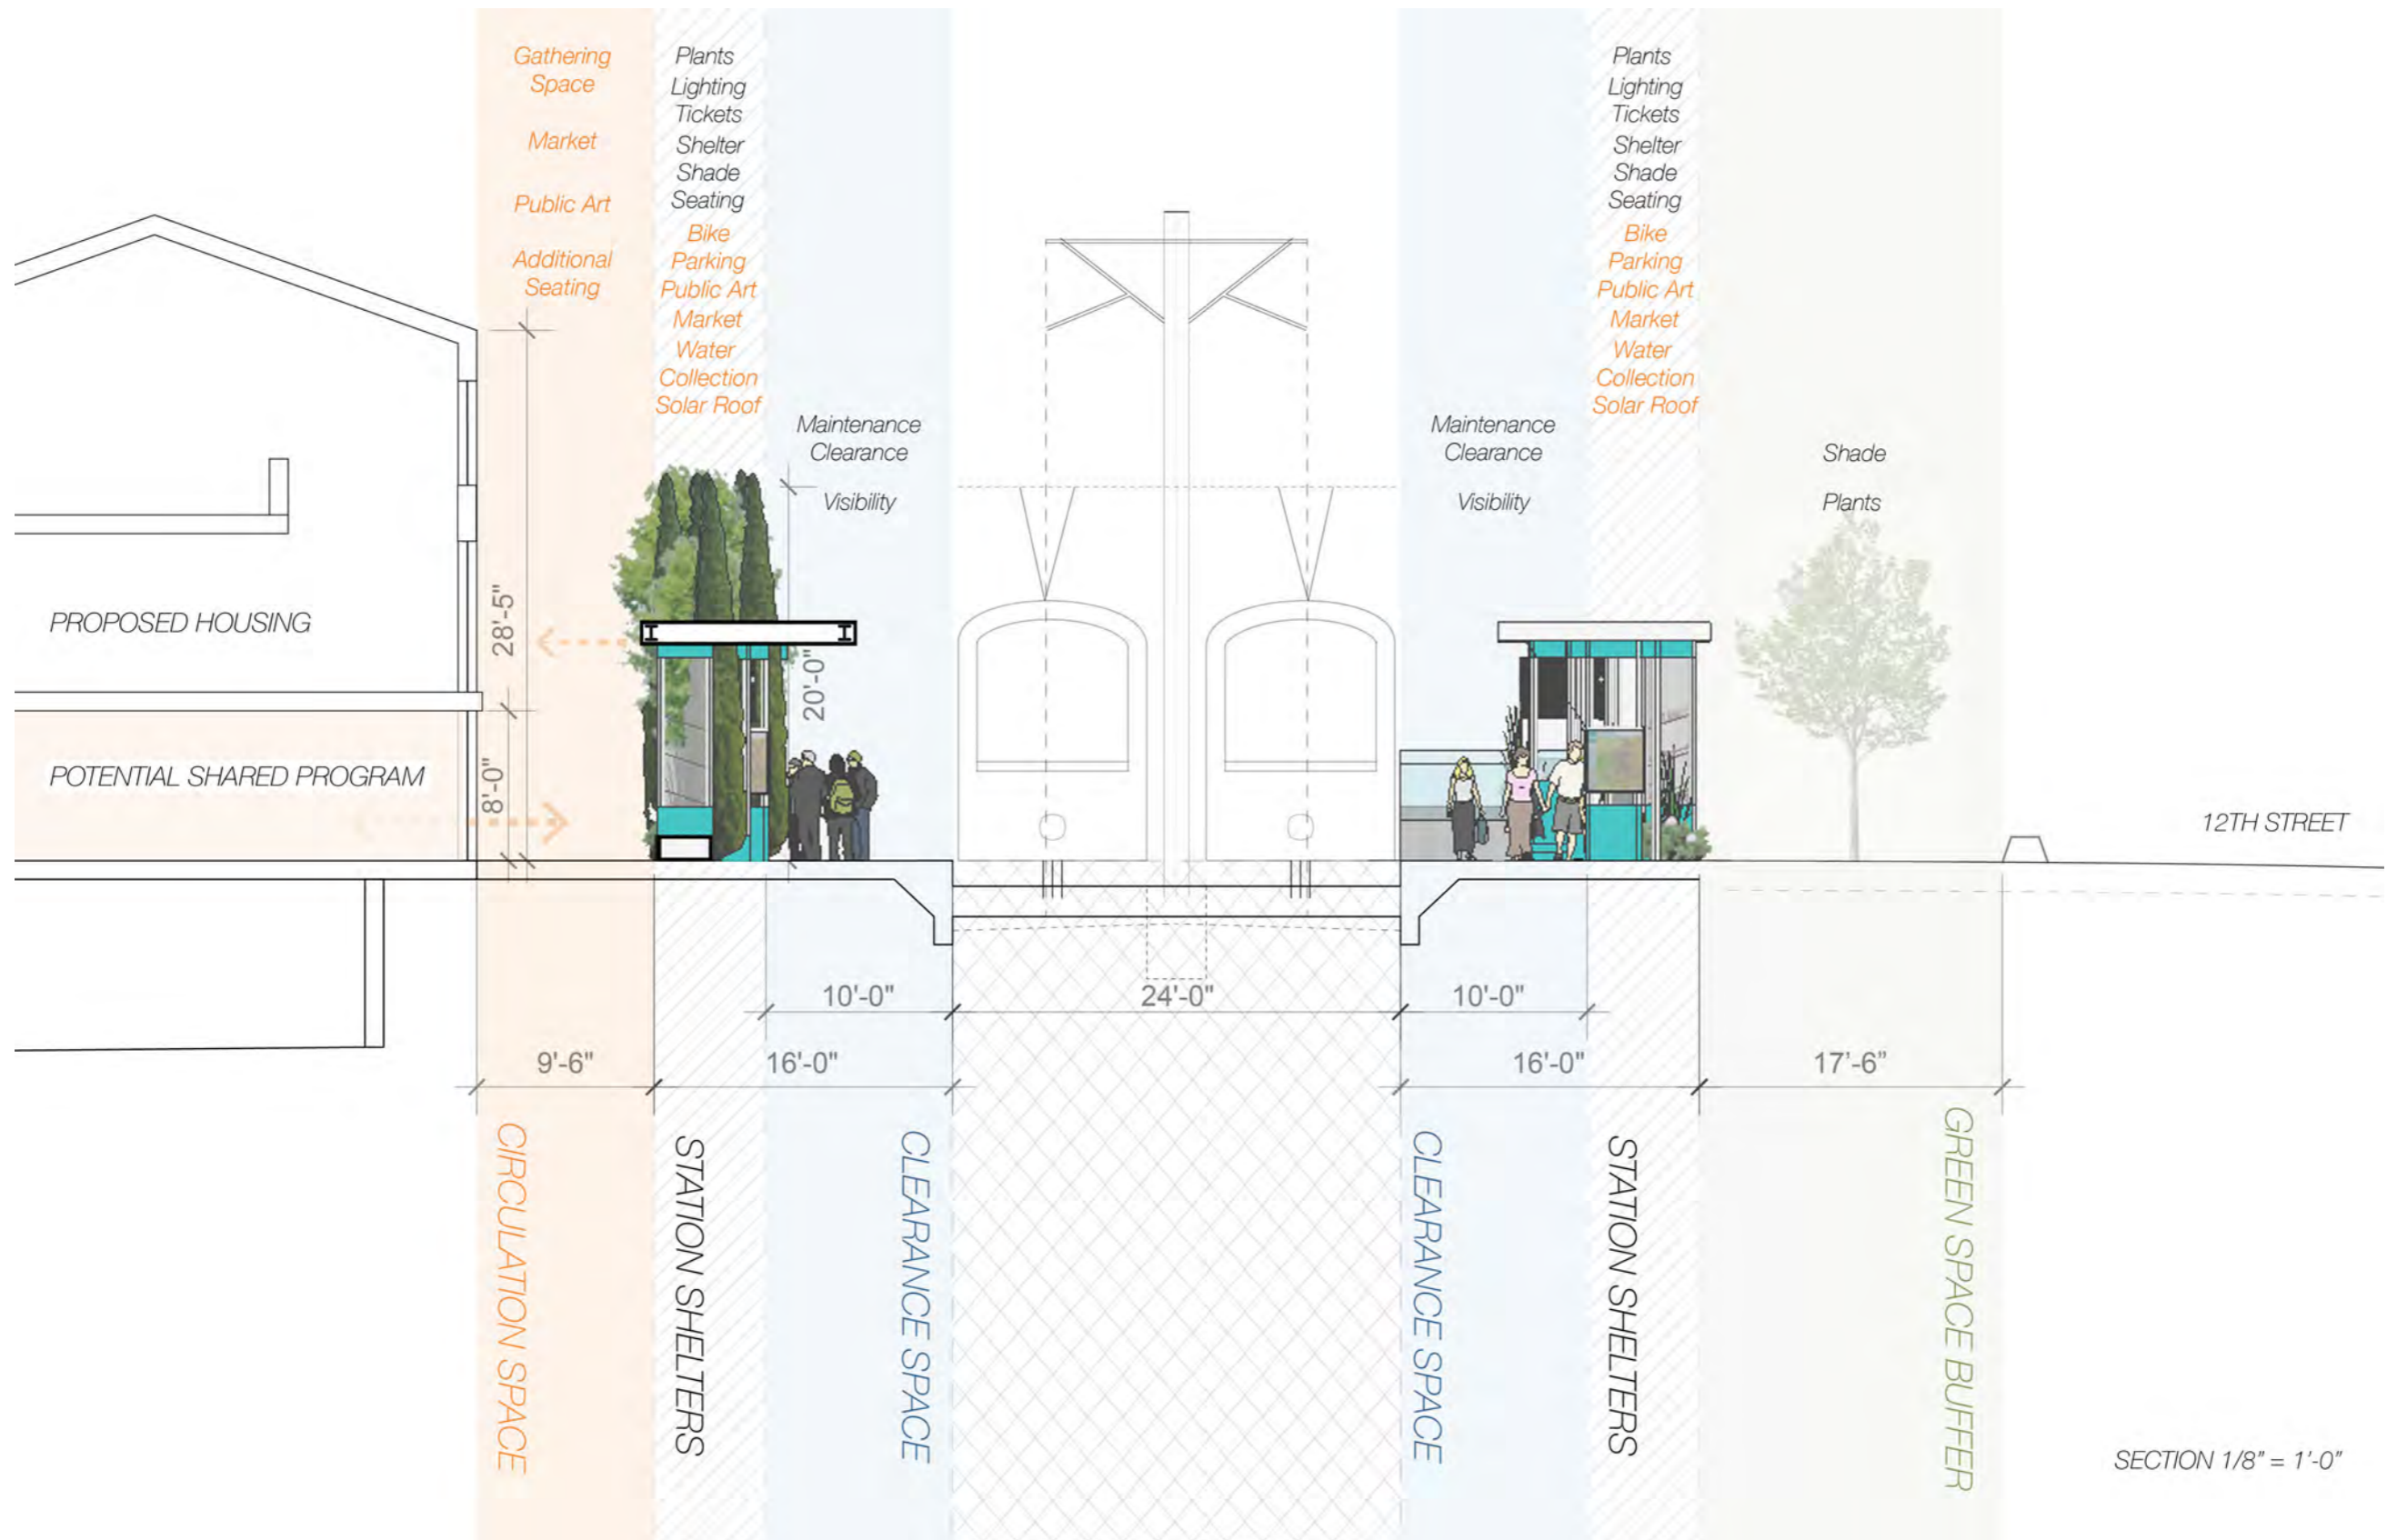 Gathering
Space
Market
Public Art
Additional
Seating
Plants
Lighting
Tickets
Shelter
Shade
Seating
Bike
Parking
Public Art
Market
Water
Collection
Solar Roof
Maintenance
Clearance
Visibility
Maintenance
Clearance
Visibility
Plants
Lighting
Tickets
Shelter
Shade
Seating
Bike
Parking
Public Art
Market
Water
Collection
Solar Roof
Shade
Plants
PROPOSED HOUSING
POTENTIAL SHARED PROGRAM
28'-5"
8'-0"
20'-0"
12TH STREET
10'-0"
24'-0"
10'-0"
9'-6"
16'-0"
16'-0"
17'-6"
CIRCULATION SPACE
STATION SHELTERS
CLEARANCE SPACE
CLEARANCE SPACE
STATION SHELTERS
GREEN SPACE BUFFER
SECTION 1/8" = 1'-0"